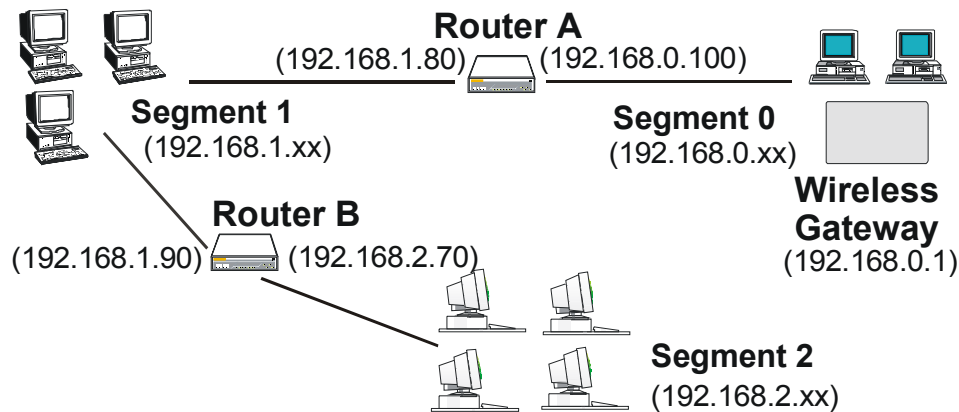 Router A
(192.168.1.80)
(192.168.0.100)
Segment 1
(192.168.1.xx)
Segment 0
(192.168.0.xx)
Wireless
Gateway
(192.168.0.1)
Router B
(192.168.1.90)
(192.168.2.70)
Segment 2
(192.168.2.xx)